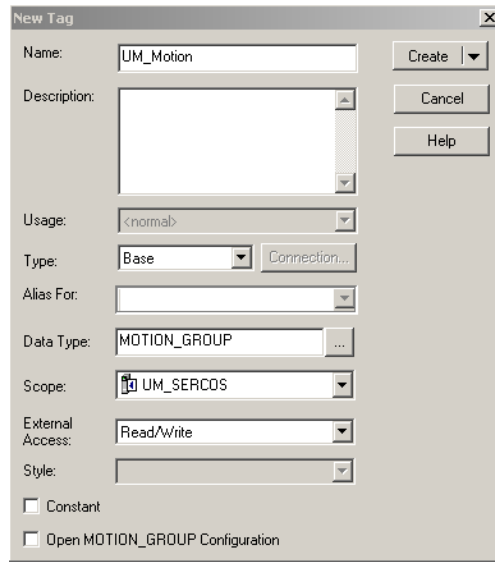 New Tag
Name:
UM_Motion
Create
Description:
Cancel
Help
Usage:
<normal>
Type:
Base
Connection...
Alias For:
Data Type:
MOTION_GROUP
...
Scope:
UM_SERCOS
External
Access:
Read/Write
Style:
Constant
Open MOTION_GROUP Configuration